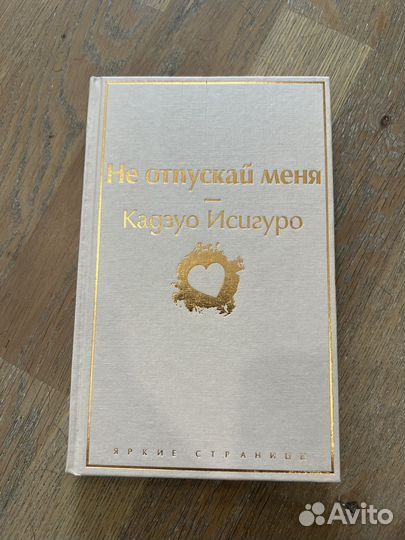 Не отпускай меня
—
Кадзуо Исигуро
ЯРКИЕ СТРАНИЦЫ
Avito